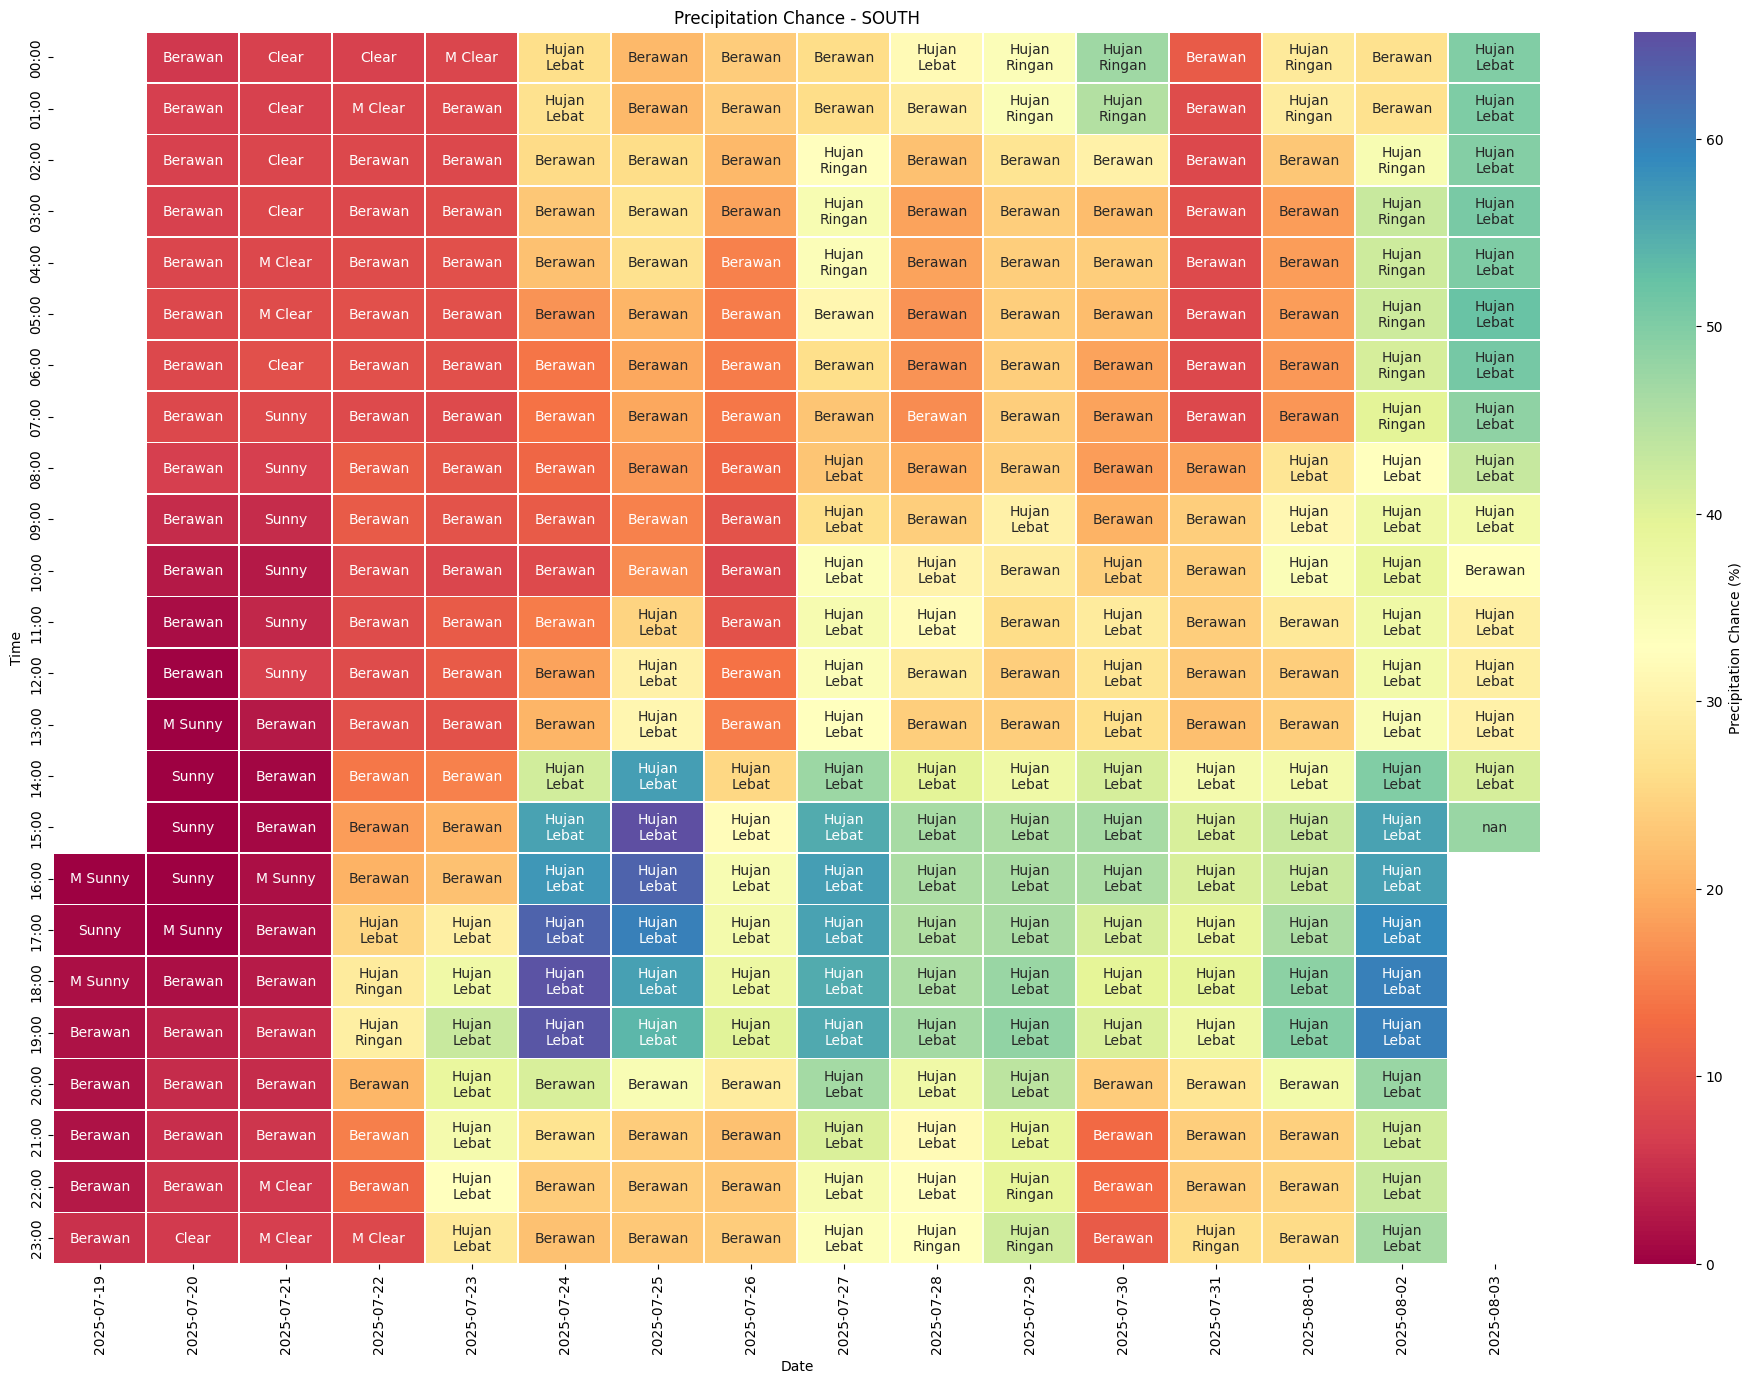 Precipitation Chance - SOUTH
00:00 Berawan Clear Clear M Clear Hujan Lebat Berawan Berawan Berawan Hujan Lebat Hujan Ringan Hujan Ringan Berawan Hujan Ringan Berawan Hujan Lebat
01:00 Berawan Clear M Clear Berawan Hujan Lebat Berawan Berawan Berawan Berawan Hujan Ringan Hujan Ringan Berawan Hujan Ringan Berawan Hujan Lebat
02:00 Berawan Clear Berawan Berawan Berawan Berawan Berawan Hujan Ringan Berawan Berawan Berawan Berawan Berawan Hujan Ringan Hujan Lebat
03:00 Berawan Clear Berawan Berawan Berawan Berawan Berawan Hujan Ringan Berawan Berawan Berawan Berawan Berawan Hujan Ringan Hujan Lebat
04:00 Berawan M Clear Berawan Berawan Berawan Berawan Berawan Hujan Ringan Berawan Berawan Berawan Berawan Berawan Hujan Ringan Hujan Lebat
05:00 Berawan M Clear Berawan Berawan Berawan Berawan Berawan Berawan Berawan Berawan Berawan Berawan Berawan Hujan Ringan Hujan Lebat
06:00 Berawan Clear Berawan Berawan Berawan Berawan Berawan Berawan Berawan Berawan Berawan Berawan Berawan Hujan Ringan Hujan Lebat
07:00 Berawan Sunny Berawan Berawan Berawan Berawan Berawan Berawan Berawan Berawan Berawan Berawan Berawan Hujan Ringan Hujan Lebat
08:00 Berawan Sunny Berawan Berawan Berawan Berawan Berawan Hujan Lebat Berawan Berawan Berawan Berawan Hujan Lebat Hujan Lebat Hujan Lebat
09:00 Berawan Sunny Berawan Berawan Berawan Berawan Berawan Hujan Lebat Berawan Hujan Lebat Berawan Berawan Hujan Lebat Hujan Lebat Hujan Lebat
10:00 Berawan Sunny Berawan Berawan Berawan Berawan Berawan Hujan Lebat Hujan Lebat Berawan Hujan Lebat Berawan Hujan Lebat Hujan Lebat Berawan
11:00 Berawan Sunny Berawan Berawan Berawan Hujan Lebat Berawan Hujan Lebat Hujan Lebat Berawan Hujan Lebat Berawan Berawan Hujan Lebat Hujan Lebat
12:00 Berawan Sunny Berawan Berawan Berawan Hujan Lebat Berawan Hujan Lebat Berawan Berawan Hujan Lebat Berawan Berawan Hujan Lebat Hujan Lebat
13:00 M Sunny Berawan Berawan Berawan Berawan Hujan Lebat Berawan Hujan Lebat Berawan Berawan Hujan Lebat Berawan Berawan Hujan Lebat Hujan Lebat
14:00 Sunny Berawan Berawan Berawan Hujan Lebat Hujan Lebat Hujan Lebat Hujan Lebat Hujan Lebat Hujan Lebat Hujan Lebat Hujan Lebat Hujan Lebat Hujan Lebat Hujan Lebat
15:00 Sunny Berawan Berawan Berawan Hujan Lebat Hujan Lebat Hujan Lebat Hujan Lebat Hujan Lebat Hujan Lebat Hujan Lebat Hujan Lebat Hujan Lebat Hujan Lebat nan
16:00 M Sunny Sunny M Sunny Berawan Berawan Hujan Lebat Hujan Lebat Hujan Lebat Hujan Lebat Hujan Lebat Hujan Lebat Hujan Lebat Hujan Lebat Hujan Lebat Hujan Lebat
17:00 Sunny M Sunny Berawan Hujan Lebat Hujan Lebat Hujan Lebat Hujan Lebat Hujan Lebat Hujan Lebat Hujan Lebat Hujan Lebat Hujan Lebat Hujan Lebat Hujan Lebat Hujan Lebat
18:00 M Sunny Berawan Berawan Hujan Ringan Hujan Lebat Hujan Lebat Hujan Lebat Hujan Lebat Hujan Lebat Hujan Lebat Hujan Lebat Hujan Lebat Hujan Lebat Hujan Lebat Hujan Lebat
19:00 Berawan Berawan Berawan Hujan Ringan Hujan Lebat Hujan Lebat Hujan Lebat Hujan Lebat Hujan Lebat Hujan Lebat Hujan Lebat Hujan Lebat Hujan Lebat Hujan Lebat Hujan Lebat
20:00 Berawan Berawan Berawan Berawan Hujan Lebat Berawan Berawan Berawan Hujan Lebat Hujan Lebat Hujan Lebat Berawan Berawan Berawan Hujan Lebat
21:00 Berawan Berawan Berawan Berawan Hujan Lebat Berawan Berawan Berawan Hujan Lebat Hujan Lebat Hujan Lebat Berawan Berawan Berawan Hujan Lebat
22:00 Berawan Berawan M Clear Berawan Hujan Lebat Berawan Berawan Berawan Hujan Lebat Hujan Lebat Hujan Ringan Berawan Berawan Berawan Hujan Lebat
23:00 Berawan Clear M Clear M Clear Hujan Lebat Berawan Berawan Berawan Hujan Lebat Hujan Ringan Hujan Ringan Berawan Hujan Ringan Berawan Hujan Lebat
Time
2025-07-19 2025-07-20 2025-07-21 2025-07-22 2025-07-23 2025-07-24 2025-07-25 2025-07-26 2025-07-27 2025-07-28 2025-07-29 2025-07-30 2025-07-31 2025-08-01 2025-08-02 2025-08-03
Date
60
50
40
30
20
10
0
Precipitation Chance (%)